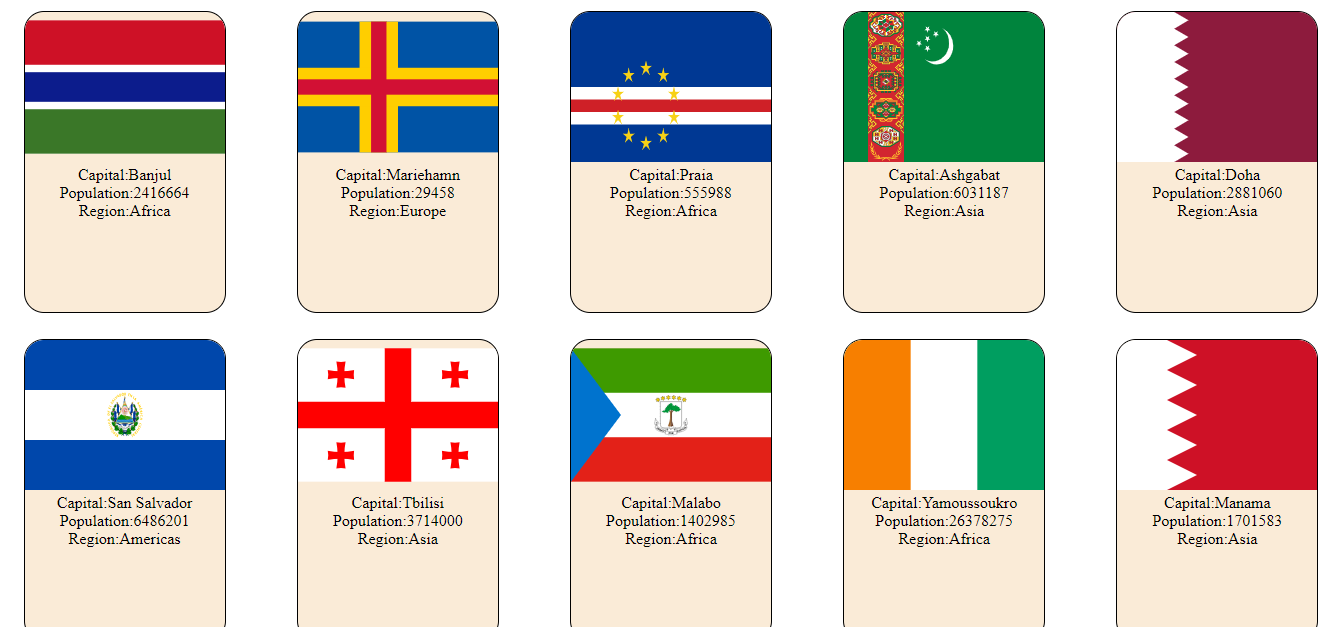 Capital:Banjul
Population:2416664
Region:Africa
Capital:Mariehamn
Population:29458
Region:Europe
Capital:Praia
Population:555988
Region:Africa
Capital:Ashgabat
Population:6031187
Region:Asia
Capital:Doha
Population:2881060
Region:Asia
Capital:San Salvador
Population:6486201
Region:Americas
Capital:Tbilisi
Population:3714000
Region:Asia
Capital:Malabo
Population:1402985
Region:Africa
Capital:Yamoussoukro
Population:26378275
Region:Africa
Capital:Manama
Population:1701583
Region:Asia